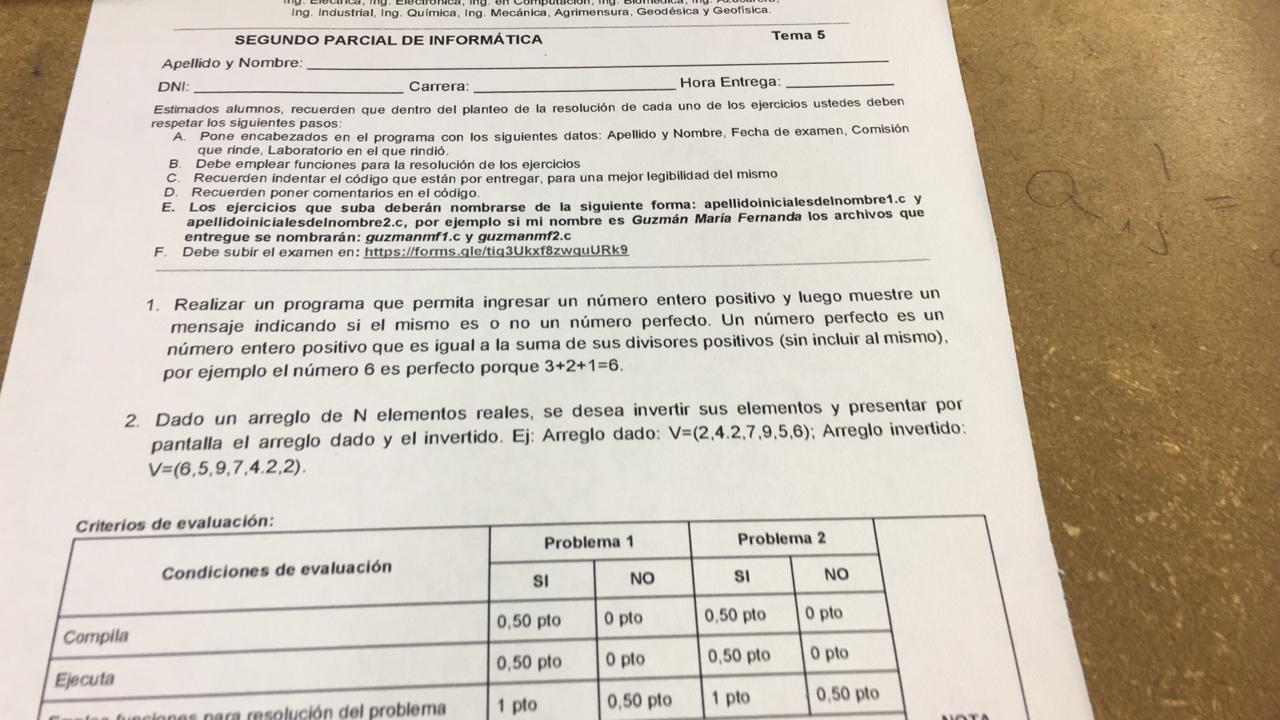 Ing. Eléctrica, Ing. Electrónica, Ing. en Computación, Ing. Biomédica, Ing. Azucarera,
Ing. Industrial, Ing. Química, Ing. Mecánica, Agrimensura, Geodésica y Geofísica.
SEGUNDO PARCIAL DE INFORMÁTICA Tema 5
Apellido y Nombre:
DNI: Carrera: Hora Entrega:
Estimados alumnos, recuerden que dentro del planteo de la resolución de cada uno de los ejercicios ustedes deben
respetar los siguientes pasos:
A. Pone encabezados en el programa con los siguientes datos: Apellido y Nombre, Fecha de examen, Comisión
que rinde, Laboratorio en el que rindió.
B. Debe emplear funciones para la resolución de los ejercicios
C. Recuerden indentar el código que están por entregar, para una mejor legibilidad del mismo
D. Recuerden poner comentarios en el código.
E. Los ejercicios que suba deberán nombrarse de la siguiente forma: apellidoinicialesdelnombre1.c y
apellidoinicialesdelnombre2.c, por ejemplo si mi nombre es Guzmán María Fernanda los archivos que
entregue se nombrarán: guzmanmf1.c y guzmanmf2.c
F. Debe subir el examen en: https://forms.gle/tiq3Ukxf8zwquURk9
1. Realizar un programa que permita ingresar un número entero positivo y luego muestre un
mensaje indicando si el mismo es o no un número perfecto. Un número perfecto es un
número entero positivo que es igual a la suma de sus divisores positivos (sin incluir al mismo),
por ejemplo el número 6 es perfecto porque 3+2+1=6.
2. Dado un arreglo de N elementos reales, se desea invertir sus elementos y presentar por
pantalla el arreglo dado y el invertido. Ej: Arreglo dado: V=(2,4.2,7,9,5,6); Arreglo invertido:
V=(6,5,9,7,4.2,2).
Criterios de evaluación:
Condiciones de evaluación Problema 1 Problema 2
SI NO SI NO
Compila 0,50 pto 0 pto 0,50 pto 0 pto
Ejecuta 0,50 pto 0 pto 0,50 pto 0 pto
Emplea funciones para resolución del problema 1 pto 0,50 pto 1 pto 0,50 pto
NOTA